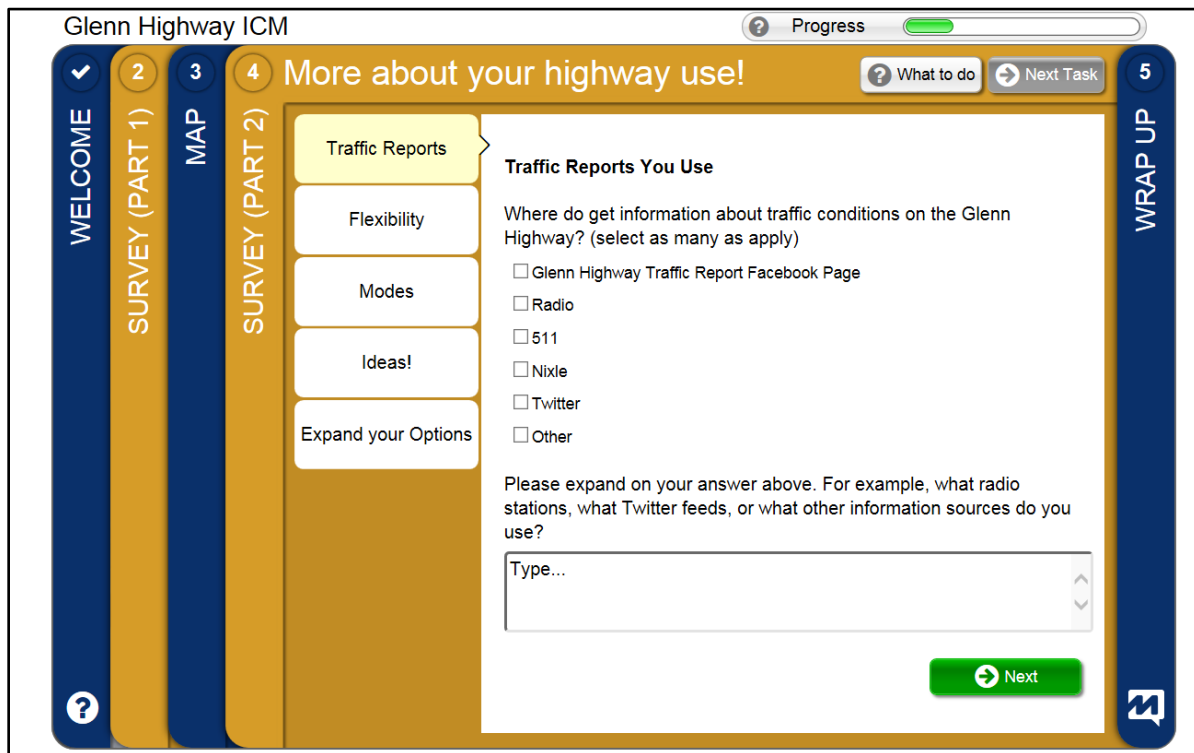 Glenn Highway ICM
? Progress
WELCOME
2
SURVEY (PART 1)
3
MAP
4
SURVEY (PART 2)
More about your highway use!
? What to do
Next Task
5
WRAP UP
Traffic Reports
Flexibility
Modes
Ideas!
Expand your Options
Traffic Reports You Use
Where do get information about traffic conditions on the Glenn
Highway? (select as many as apply)
Glenn Highway Traffic Report Facebook Page
Radio
511
Nixle
Twitter
Other
Please expand on your answer above. For example, what radio
stations, what Twitter feeds, or what other information sources do you
use?
Type...
Next
?